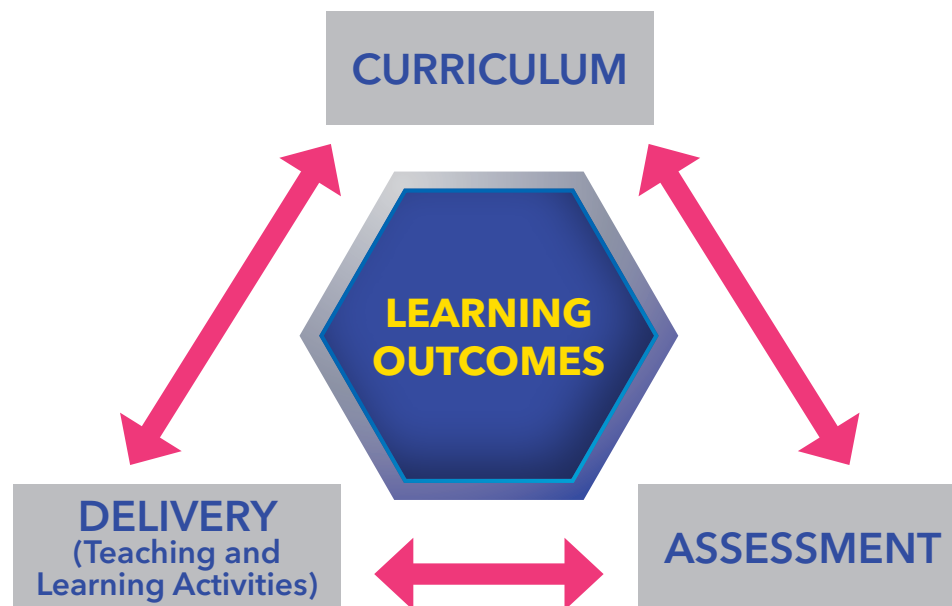 CURRICULUM
LEARNING
OUTCOMES
DELIVERY
(Teaching and
Learning Activities)
ASSESSMENT